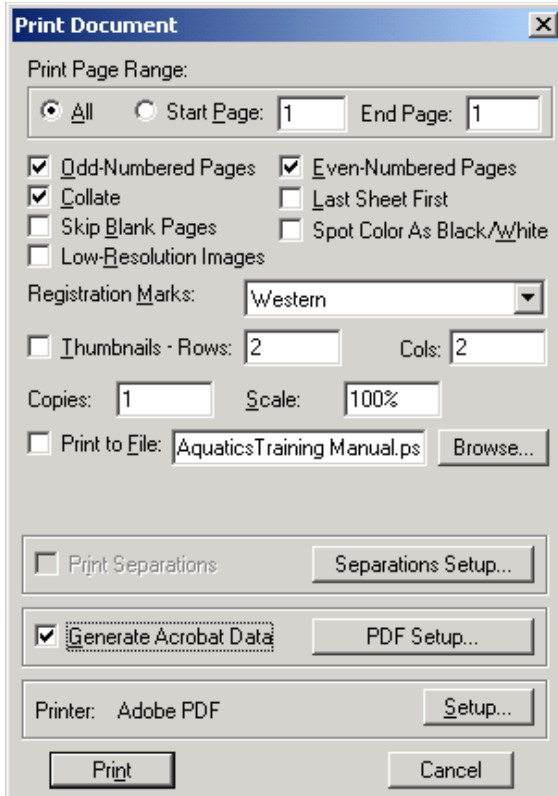 Print Document
Print Page Range:
All Start Page: 1 End Page: 1
Odd-Numbered Pages Even-Numbered Pages
Collate Last Sheet First
Skip Blank Pages Spot Color As Black/White
Low-Resolution Images
Registration Marks: Western
Thumbnails - Rows: 2 Cols: 2
Copies: 1 Scale: 100%
Print to File: AquaticsTraining Manual.ps Browse...
Print Separations Separations Setup...
Generate Acrobat Data PDF Setup...
Printer: Adobe PDF Setup...
Print Cancel